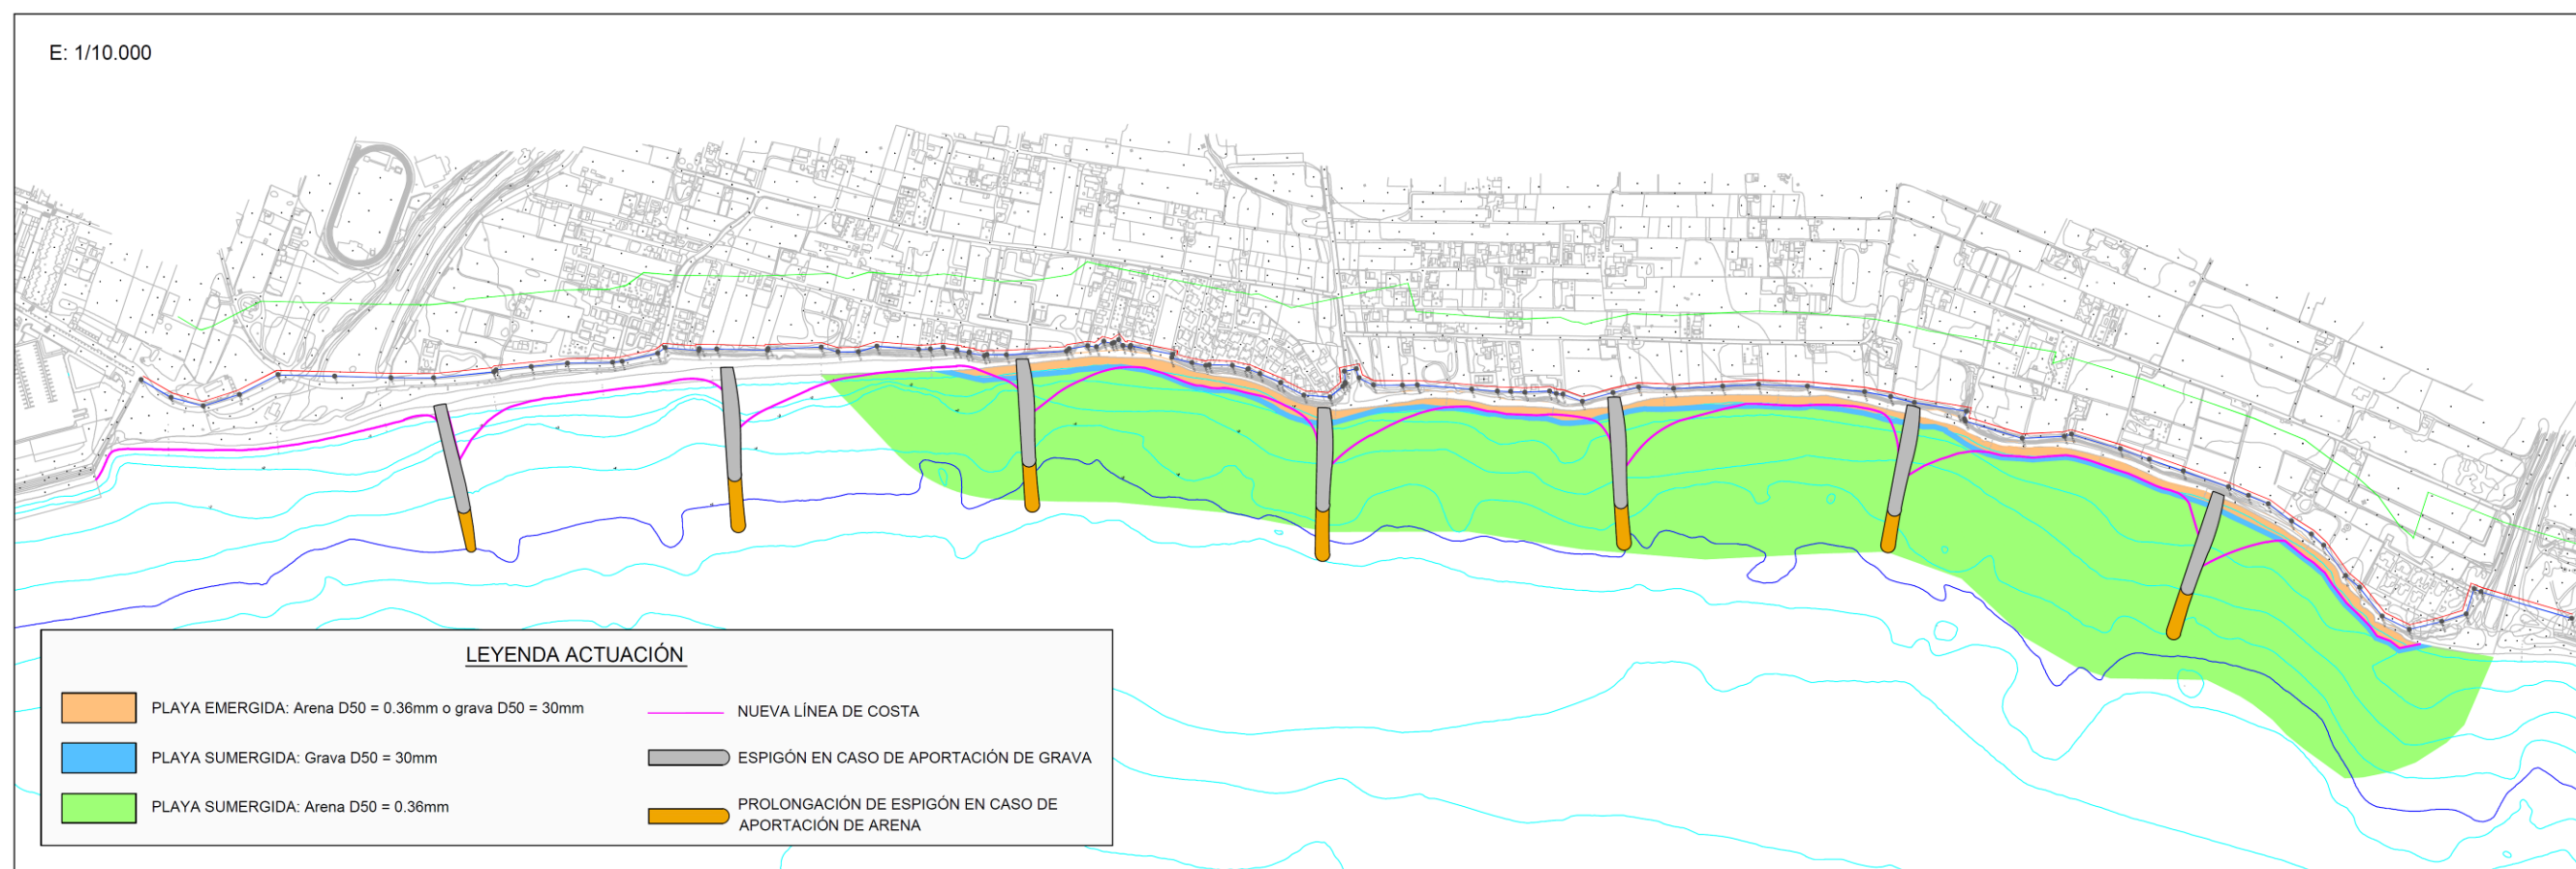 E: 1/10.000
LEYENDA ACTUACIÓN
PLAYA EMERGIDA: Arena D50 = 0.36mm o grava D50 = 30mm
PLAYA SUMERGIDA: Grava D50 = 30mm
PLAYA SUMERGIDA: Arena D50 = 0.36mm
NUEVA LÍNEA DE COSTA
ESPIGÓN EN CASO DE APORTACIÓN DE GRAVA
PROLONGACIÓN DE ESPIGÓN EN CASO DE
APORTACIÓN DE ARENA